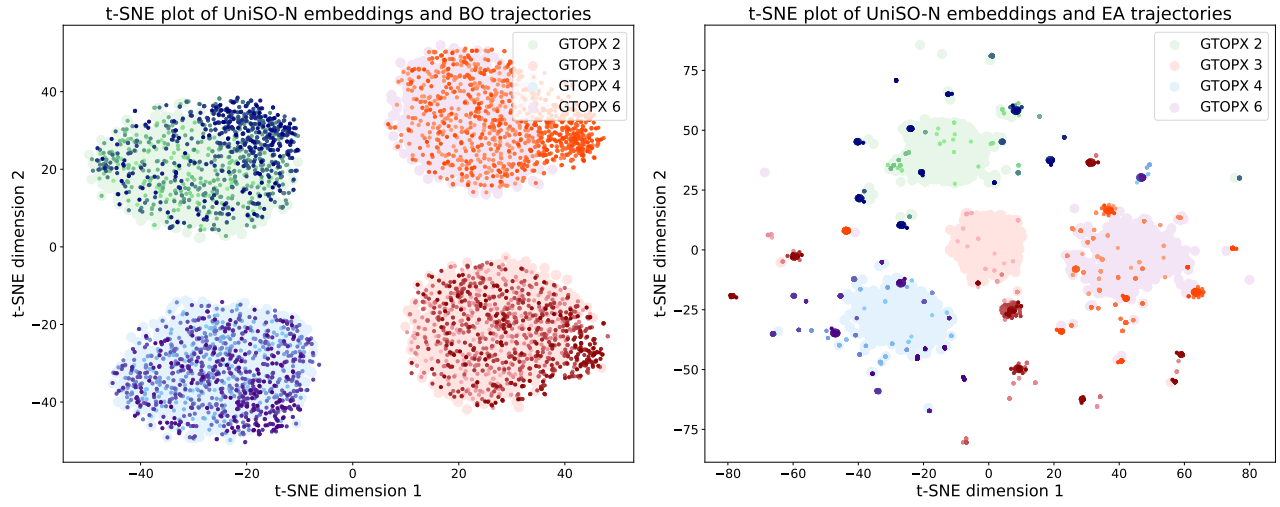 t-SNE plot of UniSO-N embeddings and BO trajectories
GTOPX 2
GTOPX 3
GTOPX 4
GTOPX 6
40
20
0
−20
−40
t-SNE dimension 2
−40
−20
0
20
40
t-SNE dimension 1
t-SNE plot of UniSO-N embeddings and EA trajectories
GTOPX 2
GTOPX 3
GTOPX 4
GTOPX 6
75
50
25
0
−25
−50
−75
t-SNE dimension 2
−80
−60
−40
−20
0
20
40
60
80
t-SNE dimension 1